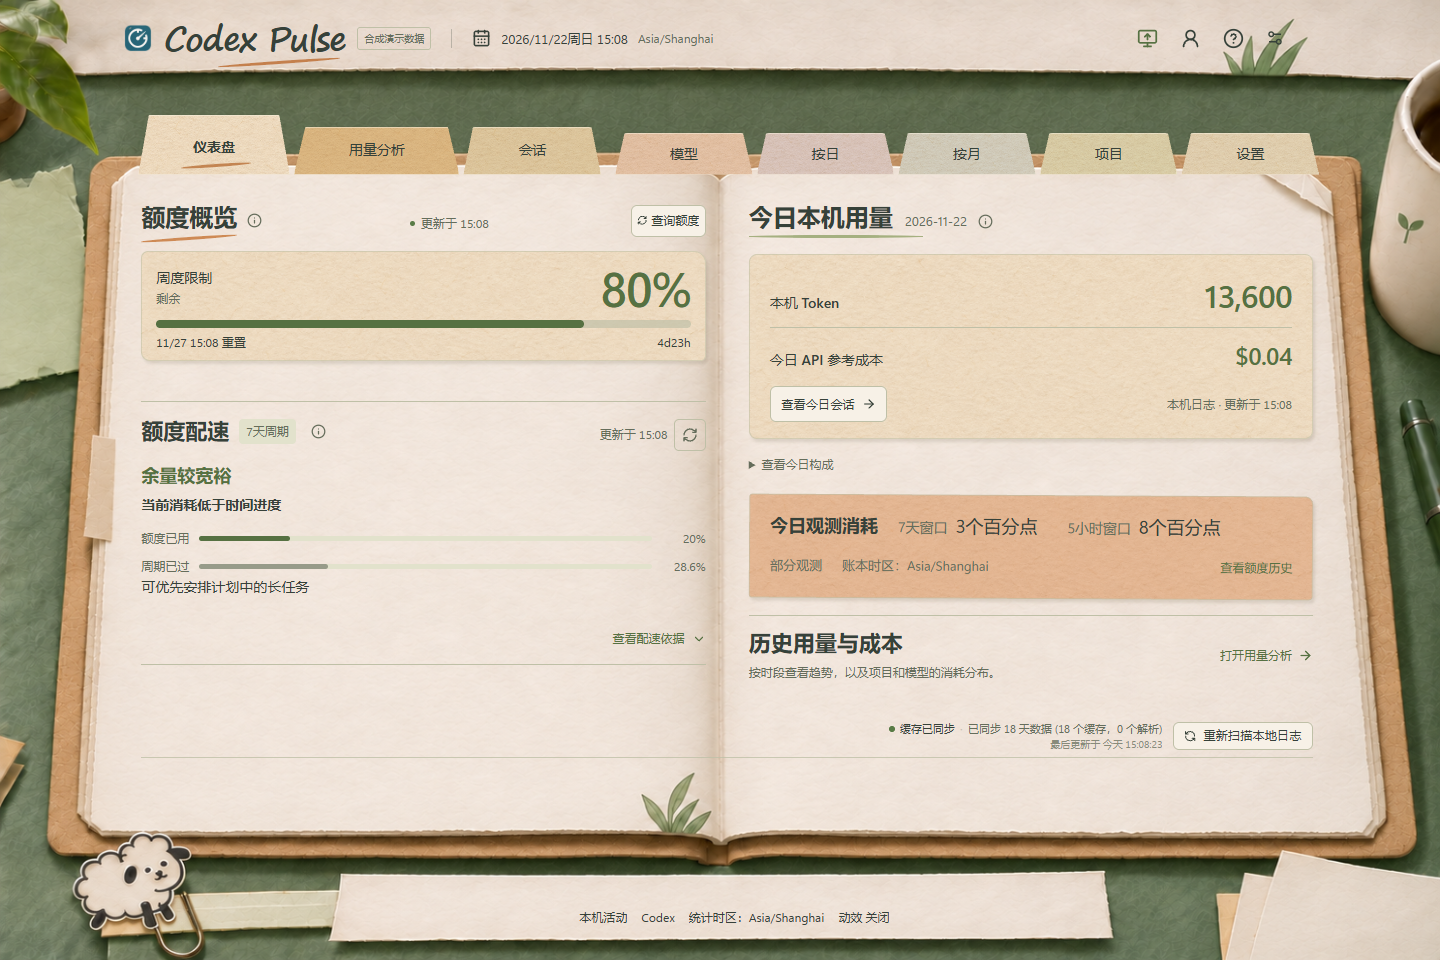 Codex Pulse 合成演示数据 2026/11/22周日 15:08 Asia/Shanghai
仪表盘 用量分析 会话 模型 按日 按月 项目 设置
额度概览 更新于 15:08 查询额度
周度限制
剩余
80%
11/27 15:08 重置 4d23h
额度配速 7天周期 更新于 15:08
余量较宽裕
当前消耗低于时间进度
额度已用 20%
周期已过 28.6%
可优先安排计划中的长任务
查看配速依据
今日本机用量 2026-11-22
本机 Token 13,600
今日 API 参考成本 $0.04
查看今日会话 → 本机日志 · 更新于 15:08
查看今日构成
今日观测消耗 7天窗口 3个百分点 5小时窗口 8个百分点
部分观测 账本时区：Asia/Shanghai 查看额度历史
历史用量与成本
按时段查看趋势，以及项目和模型的消耗分布。
打开用量分析 →
缓存已同步 · 已同步 18 天数据 (18 个缓存，0 个解析)
最后更新于 今天 15:08:23
重新扫描本地日志
本机活动 Codex 统计时区：Asia/Shanghai 动效 关闭